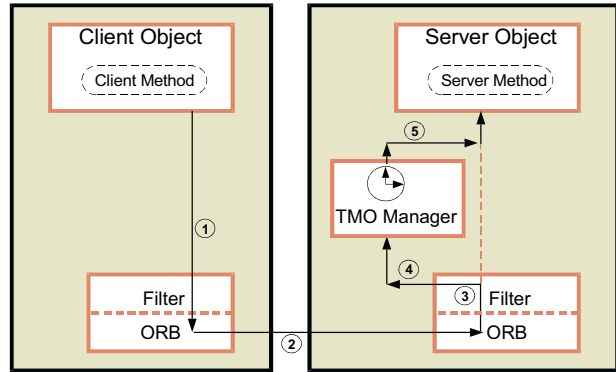 Client Object
Client Method
Server Object
Server Method
5
TMO Manager
1
4
3
Filter
ORB
2
Filter
ORB